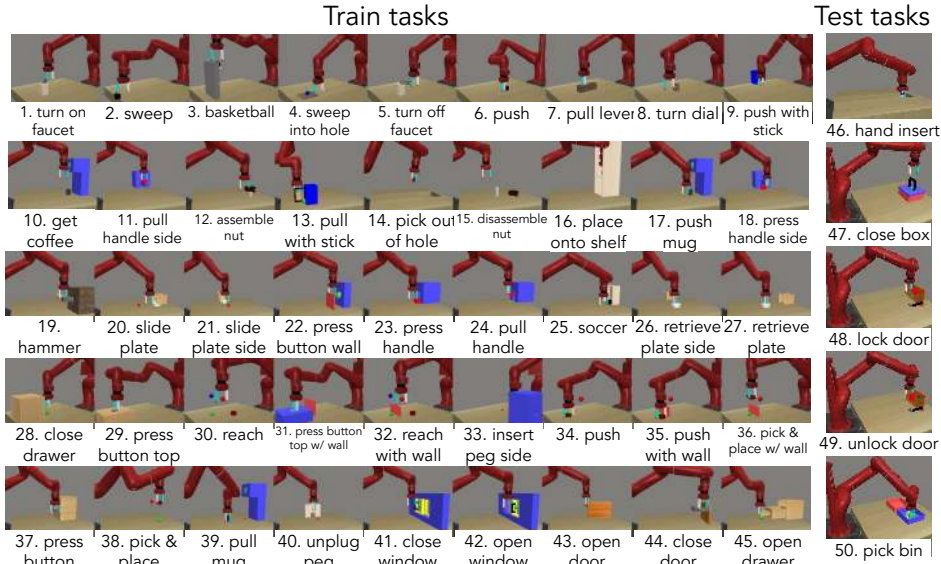 Train tasks
Test tasks
1. turn on faucet
2. sweep
3. basketball
4. sweep into hole
5. turn off faucet
6. push
7. pull lever
8. turn dial
9. push with stick
46. hand insert
10. get coffee
11. pull handle side
12. assemble nut
13. pull with stick
14. pick out of hole
15. disassemble nut
16. place onto shelf
17. push mug
18. press handle side
47. close box
19. hammer
20. slide plate
21. slide plate side
22. press button wall
23. press handle
24. pull handle
25. soccer
26. retrieve plate side
27. retrieve plate
48. lock door
28. close drawer
29. press button top
30. reach
31. press button top w/ wall
32. reach with wall
33. insert peg side
34. push
35. push with wall
36. pick & place w/ wall
49. unlock door
37. press button
38. pick & place
39. pull mug
40. unplug peg
41. close window
42. open window
43. open door
44. close door
45. open drawer
50. pick bin